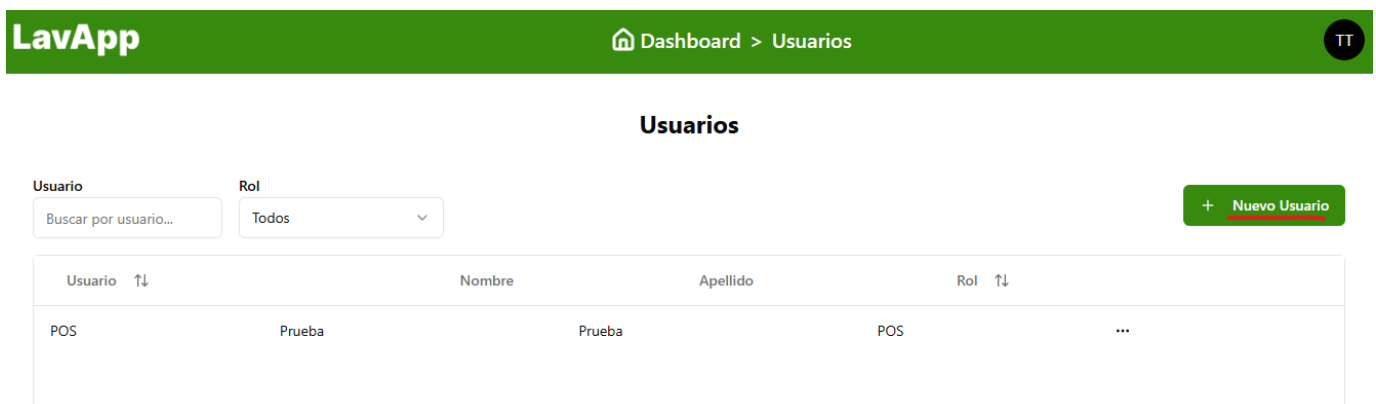 LavApp
Dashboard > Usuarios
TT
Usuarios
Usuario Rol
Buscar por usuario... Todos
+ Nuevo Usuario
Usuario Nombre Apellido Rol
POS Prueba Prueba POS ...